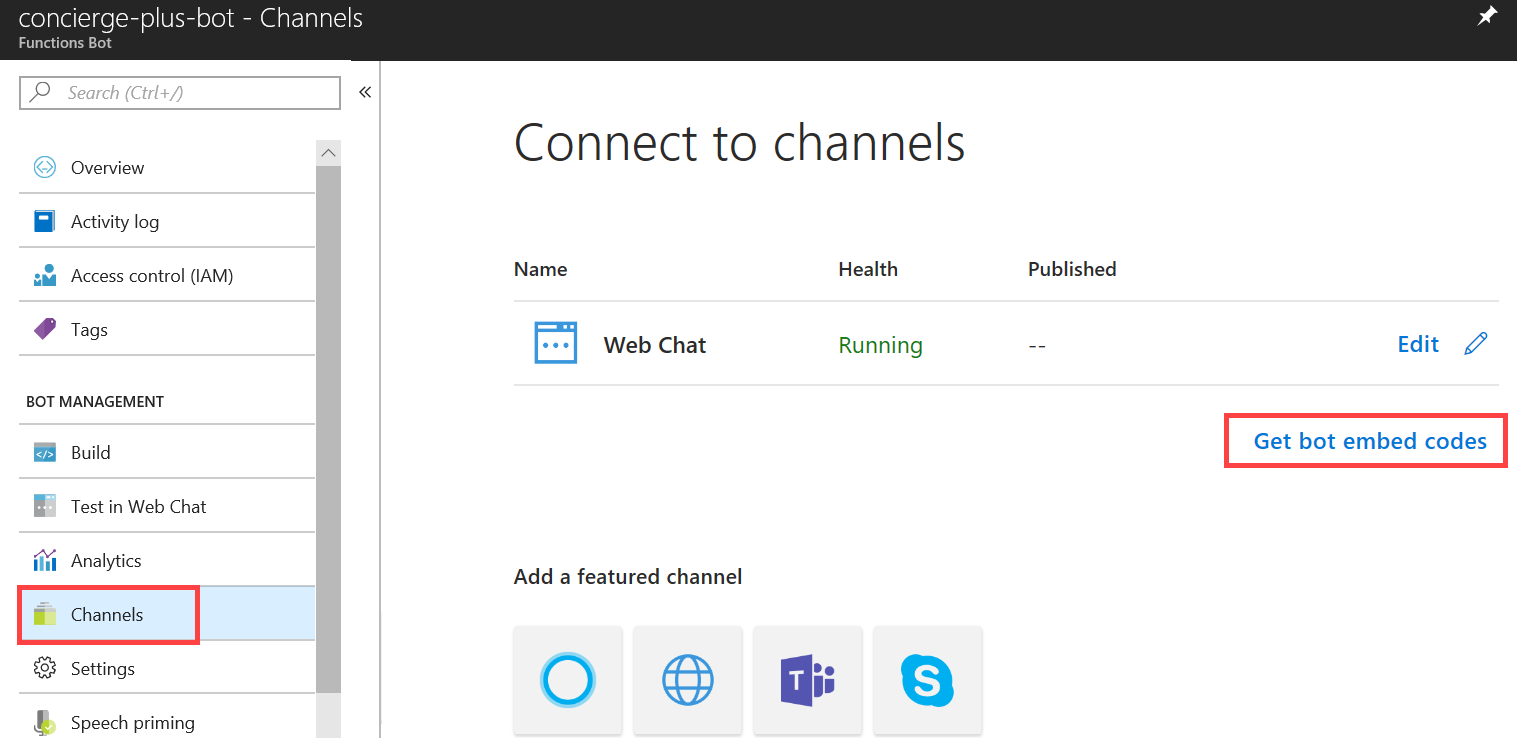 concierge-plus-bot - Channels
Functions Bot
Search (Ctrl+/)
«
Overview
Activity log
Access control (IAM)
Tags
BOT MANAGEMENT
Build
Test in Web Chat
Analytics
Channels
Settings
Speech priming
Connect to channels
Name Health Published
Web Chat Running -- Edit
Get bot embed codes
Add a featured channel
T
S